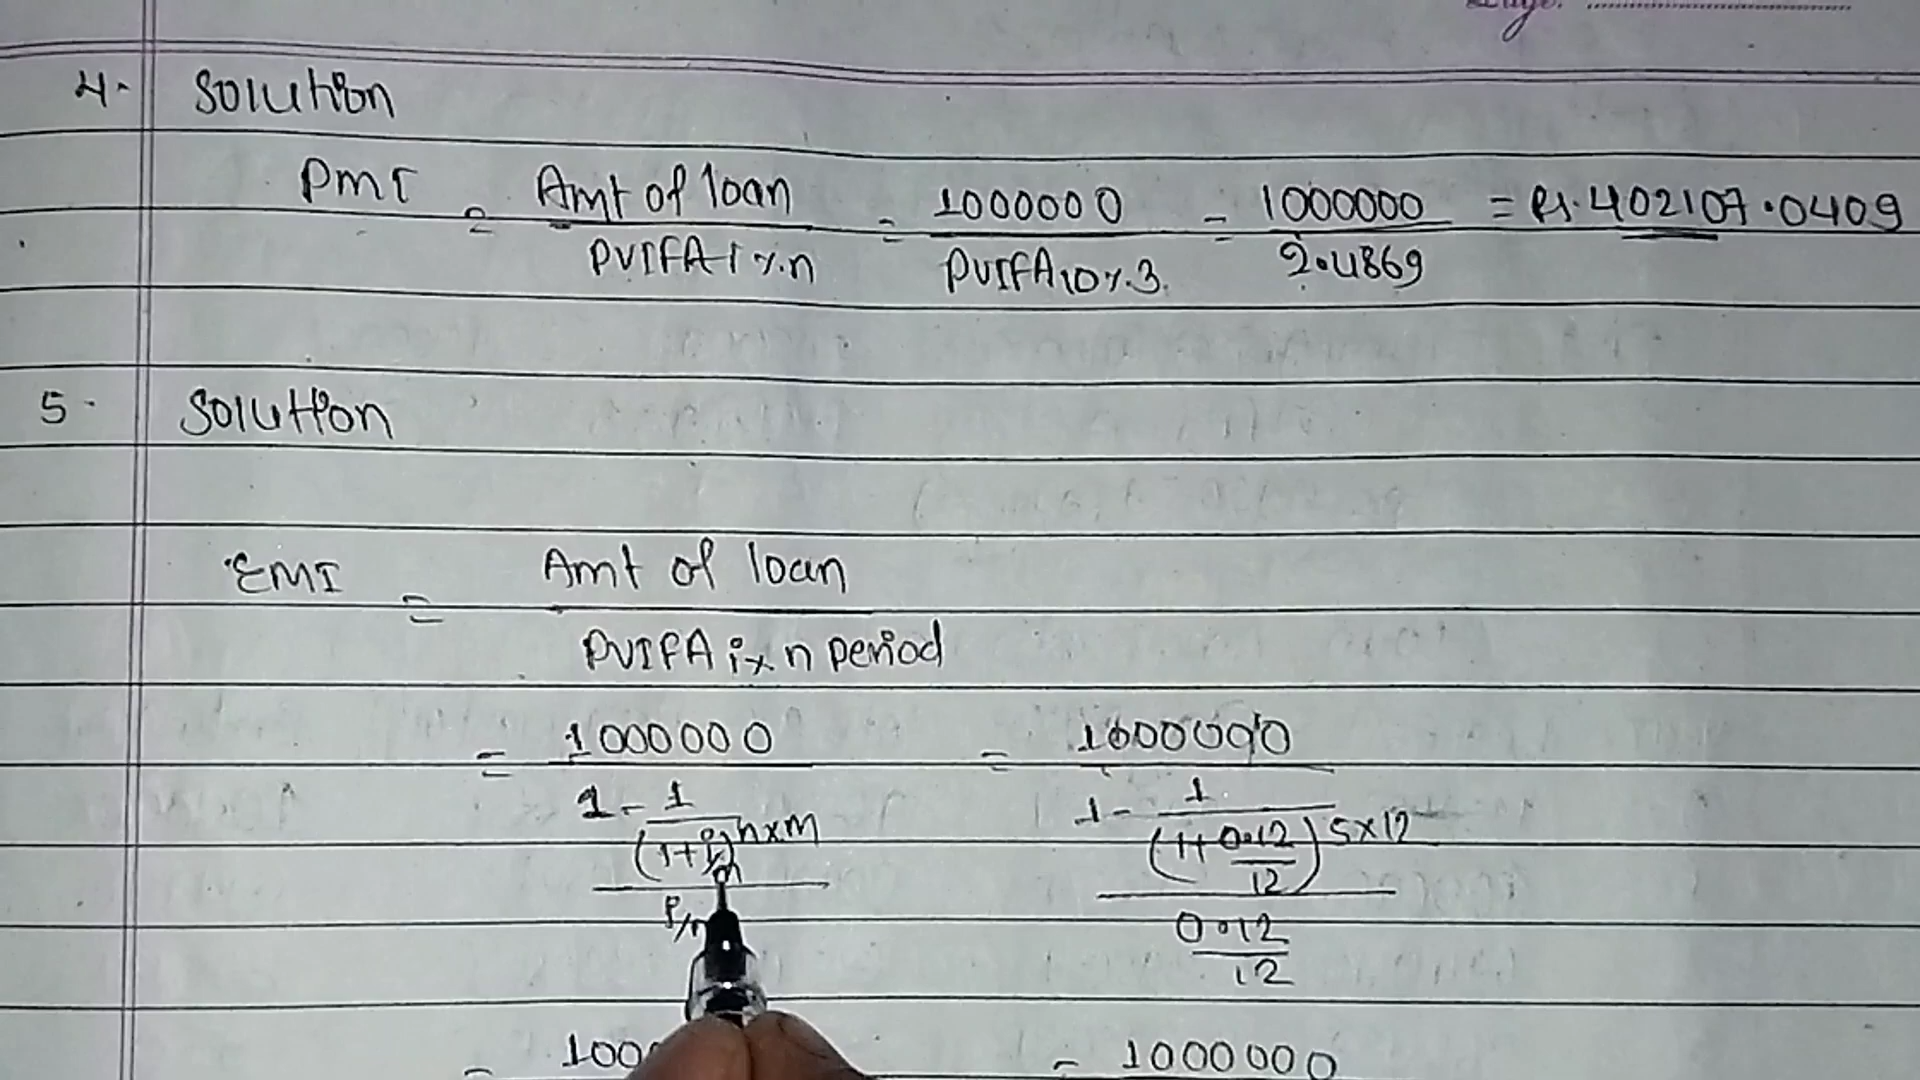 4. Solution
PMT = Amt of loan / PVIFA i%.n = 1000000 / PVIFA10%.3. = 1000000 / 2.4869 = Rs.402107.0409
5. Solution
EMI = Amt of loan / PVIFA i% n period
= 1000000 = 1000000
1 - 1 1 - 1
(1+i/m) n×m (1+0.12/12) 5×12
i/m 0.12
12
1000 = 1000000